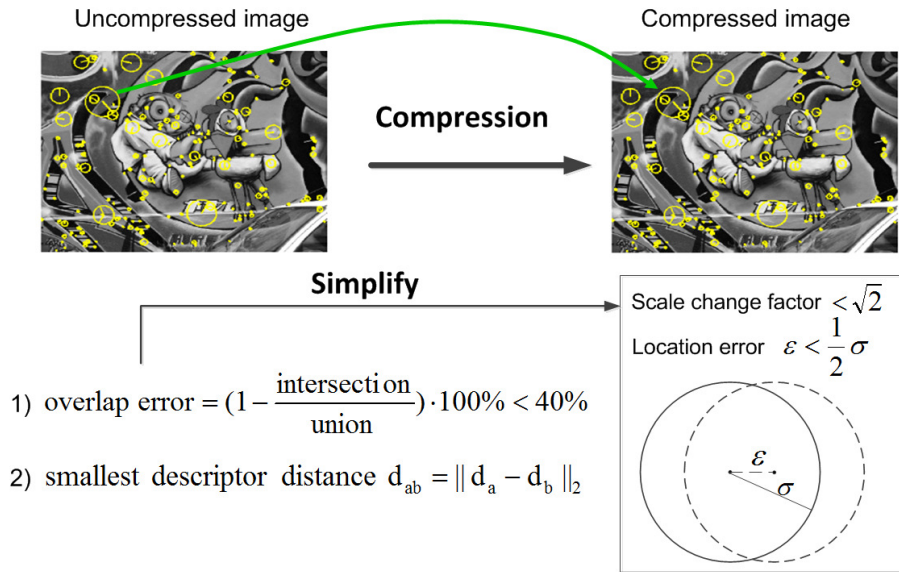 Uncompressed image
Compressed image
Compression
Simplify
Scale change factor < √2
Location error ε < 1/2 σ
1) overlap error = (1 − intersection/union) · 100% < 40%
2) smallest descriptor distance d_ab = || d_a − d_b ||_2
ε
σ